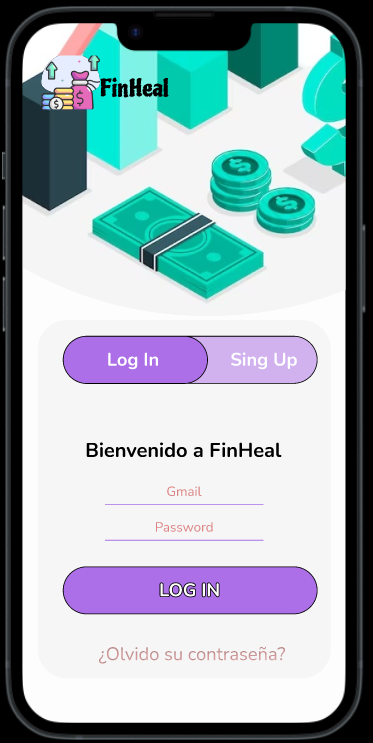 FinHeal
Log In
Sing Up
Bienvenido a FinHeal
Gmail
Password
LOG IN
¿Olvido su contraseña?